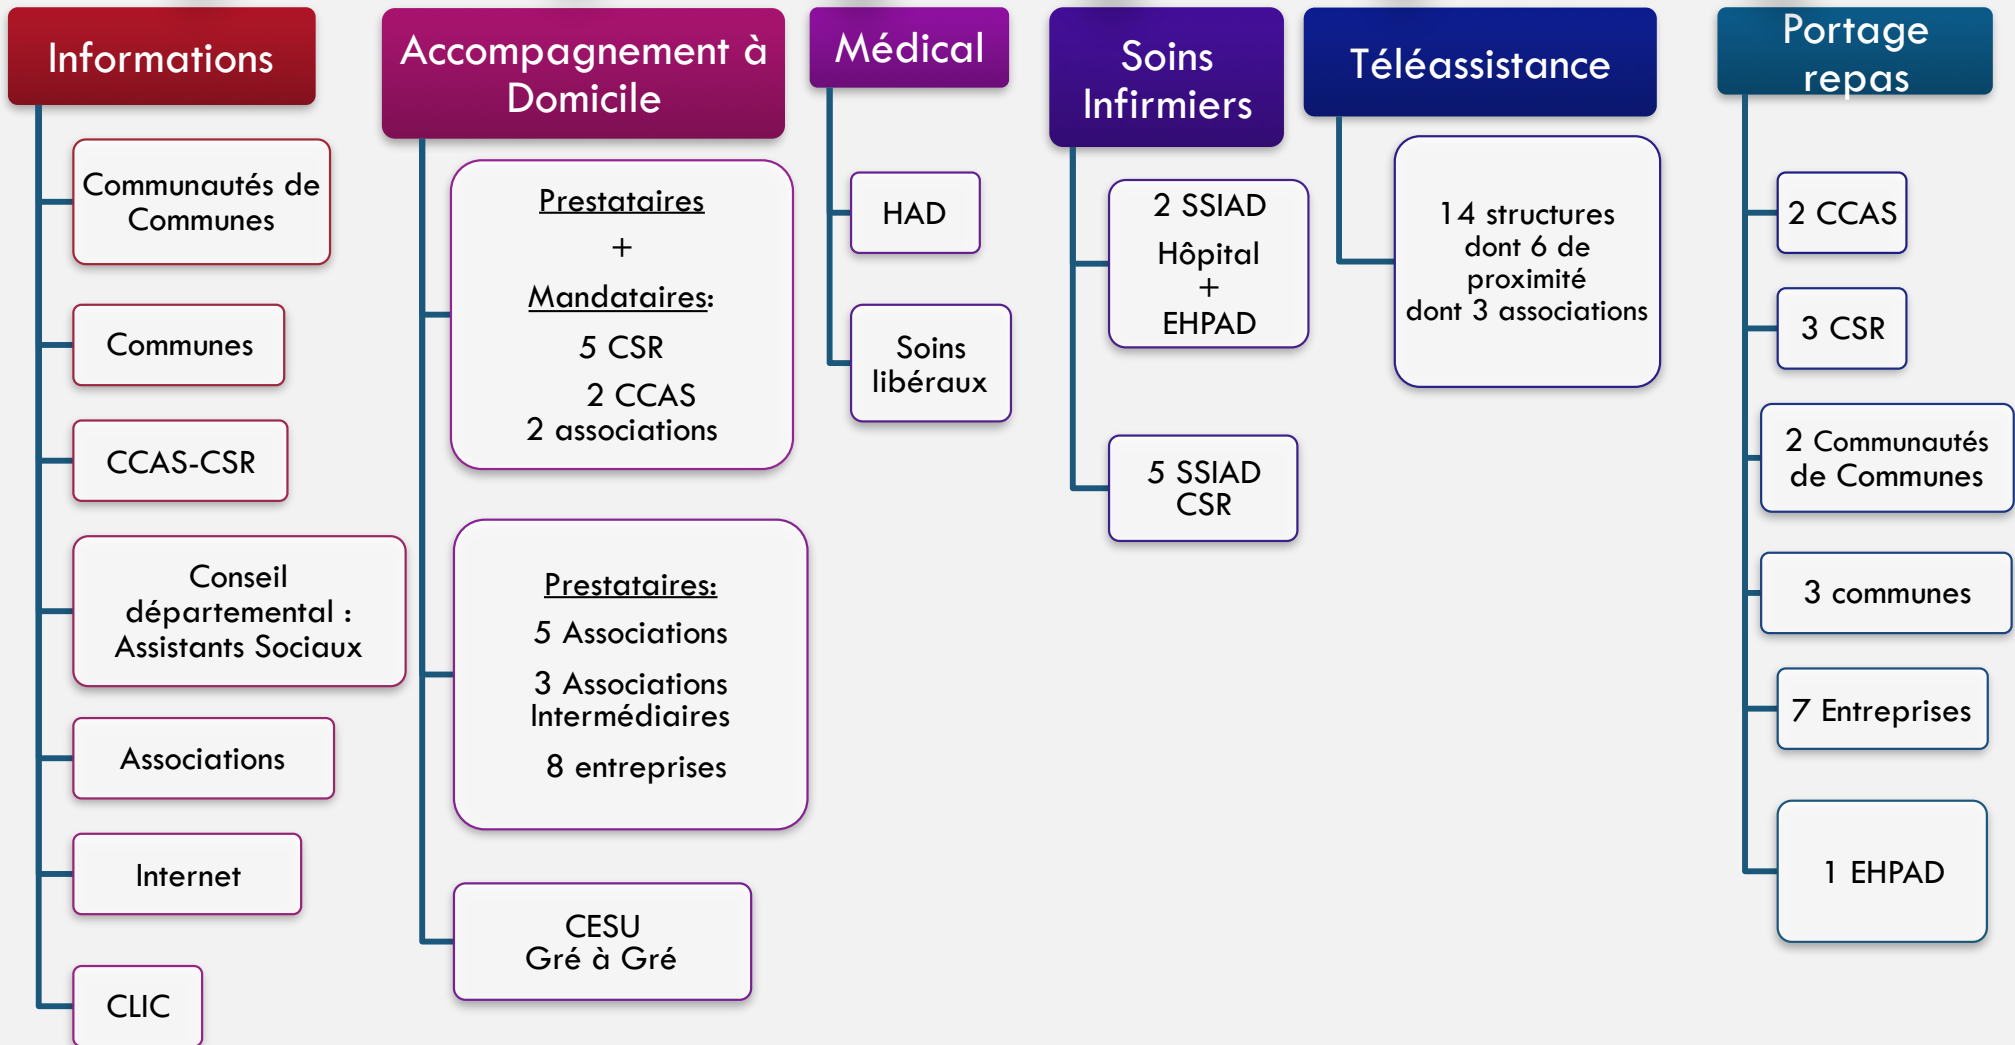 Informations
Communautés de
Communes
Communes
CCAS-CSR
Conseil
départemental :
Assistants Sociaux
Associations
Internet
CLIC
Accompagnement à
Domicile
Prestataires
+
Mandataires:
5 CSR
2 CCAS
2 associations
Prestataires:
5 Associations
3 Associations
Intermédiaires
8 entreprises
CESU
Gré à Gré
Médical
HAD
Soins
libéraux
Soins
Infirmiers
2 SSIAD
Hôpital
+
EHPAD
5 SSIAD
CSR
Téléassistance
14 structures
dont 6 de
proximité
dont 3 associations
Portage
repas
2 CCAS
3 CSR
2 Communautés
de Communes
3 communes
7 Entreprises
1 EHPAD